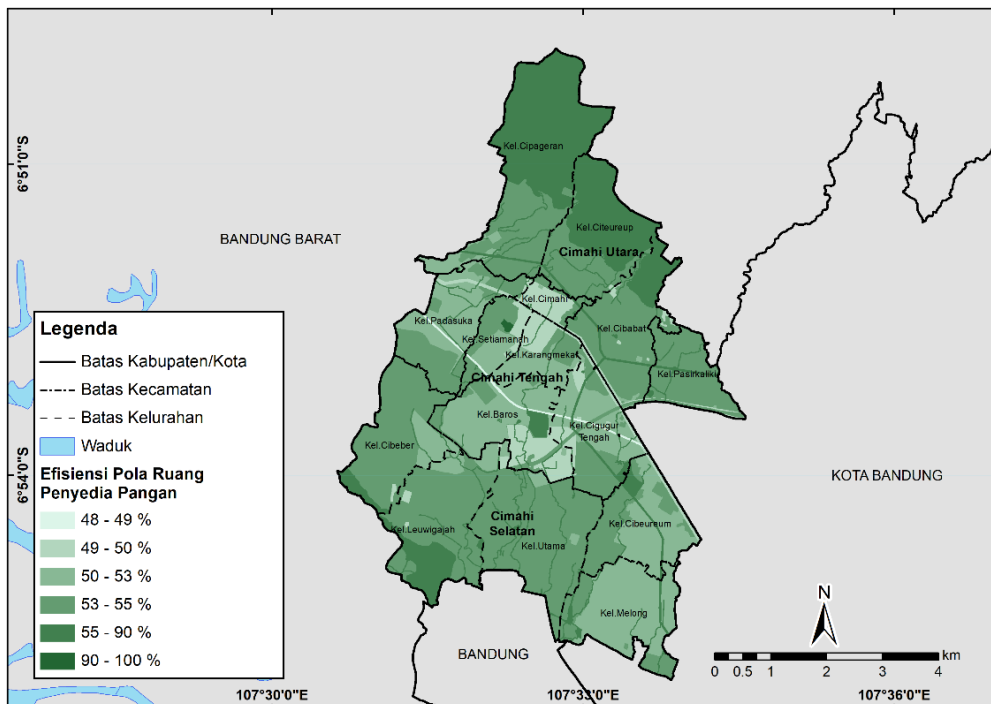 6°51'0"S
6°54'0"S
BANDUNG BARAT
Kel.Cipageran
Kel.Citeureup
Cimahi Utara
Kel.Cimahi
Kel.Padasuka
Kel.Setiamanah
Kel.Cibabat
Kel.Karangmekar
Kel.Pasirkaliki
Cimahi Tengah
Kel.Baros
Kel.Cigugur
Tengah
Kel.Cibeber
KOTA BANDUNG
Cimahi
Selatan
Kel.Leuwigajah
Kel.Utama
Kel.Cibeureum
Kel.Melong
BANDUNG
Legenda
Batas Kabupaten/Kota
Batas Kecamatan
Batas Kelurahan
Waduk
Efisiensi Pola Ruang
Penyedia Pangan
48 - 49 %
49 - 50 %
50 - 53 %
53 - 55 %
55 - 90 %
90 - 100 %
N
km
0 0.5 1 2 3 4
107°30'0"E
107°33'0"E
107°36'0"E